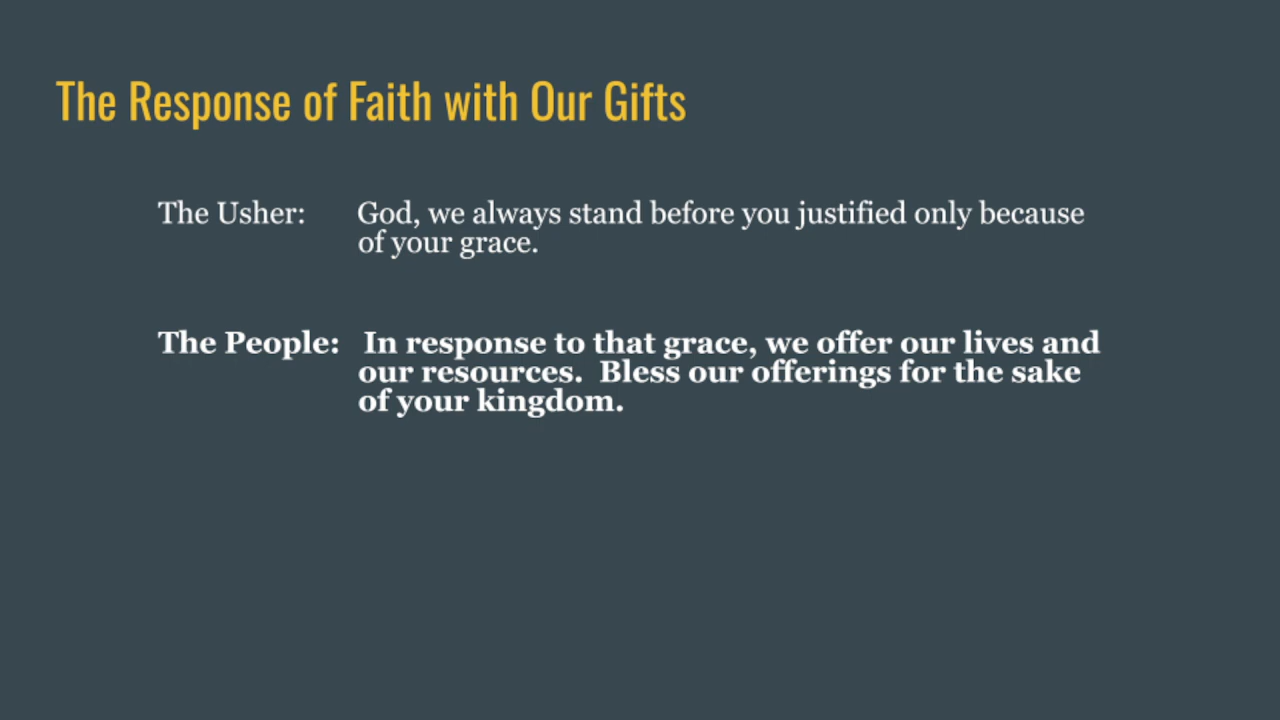 The Response of Faith with Our Gifts
The Usher: God, we always stand before you justified only because
of your grace.
The People: In response to that grace, we offer our lives and
our resources.  Bless our offerings for the sake
of your kingdom.